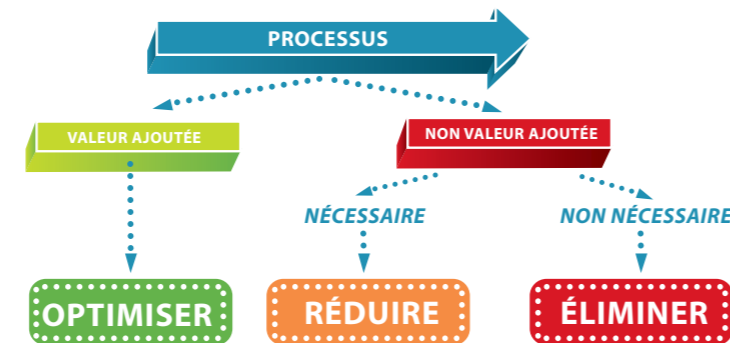 PROCESSUS
VALEUR AJOUTÉE
NON VALEUR AJOUTÉE
NÉCESSAIRE
NON NÉCESSAIRE
OPTIMISER
RÉDUIRE
ÉLIMINER